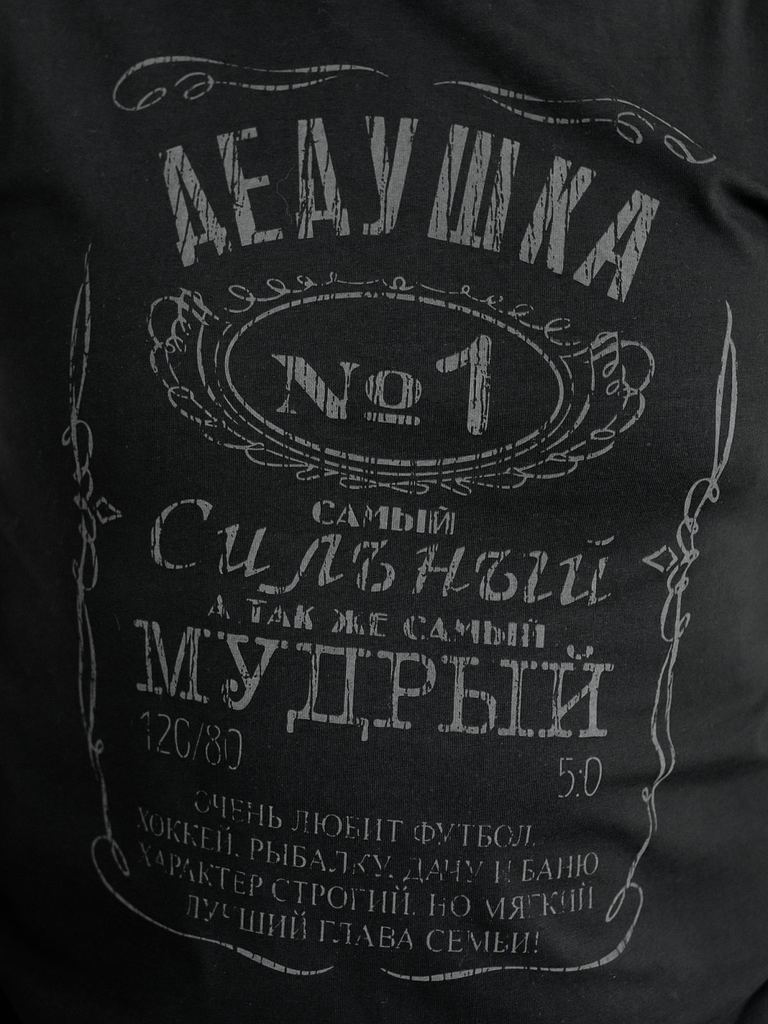 ДЕДУШКА
№1
САМЫЙ
Сильный
А ТАК ЖЕ САМЫЙ
МУДРЫЙ
120/80
5:0
ОЧЕНЬ ЛЮБИТ ФУТБОЛ,
ХОККЕЙ, РЫБАЛКУ, ДАЧУ И БАНЮ
ХАРАКТЕР СТРОГИЙ, НО МЯГКИЙ
ЛУЧШИЙ ГЛАВА СЕМЬИ!